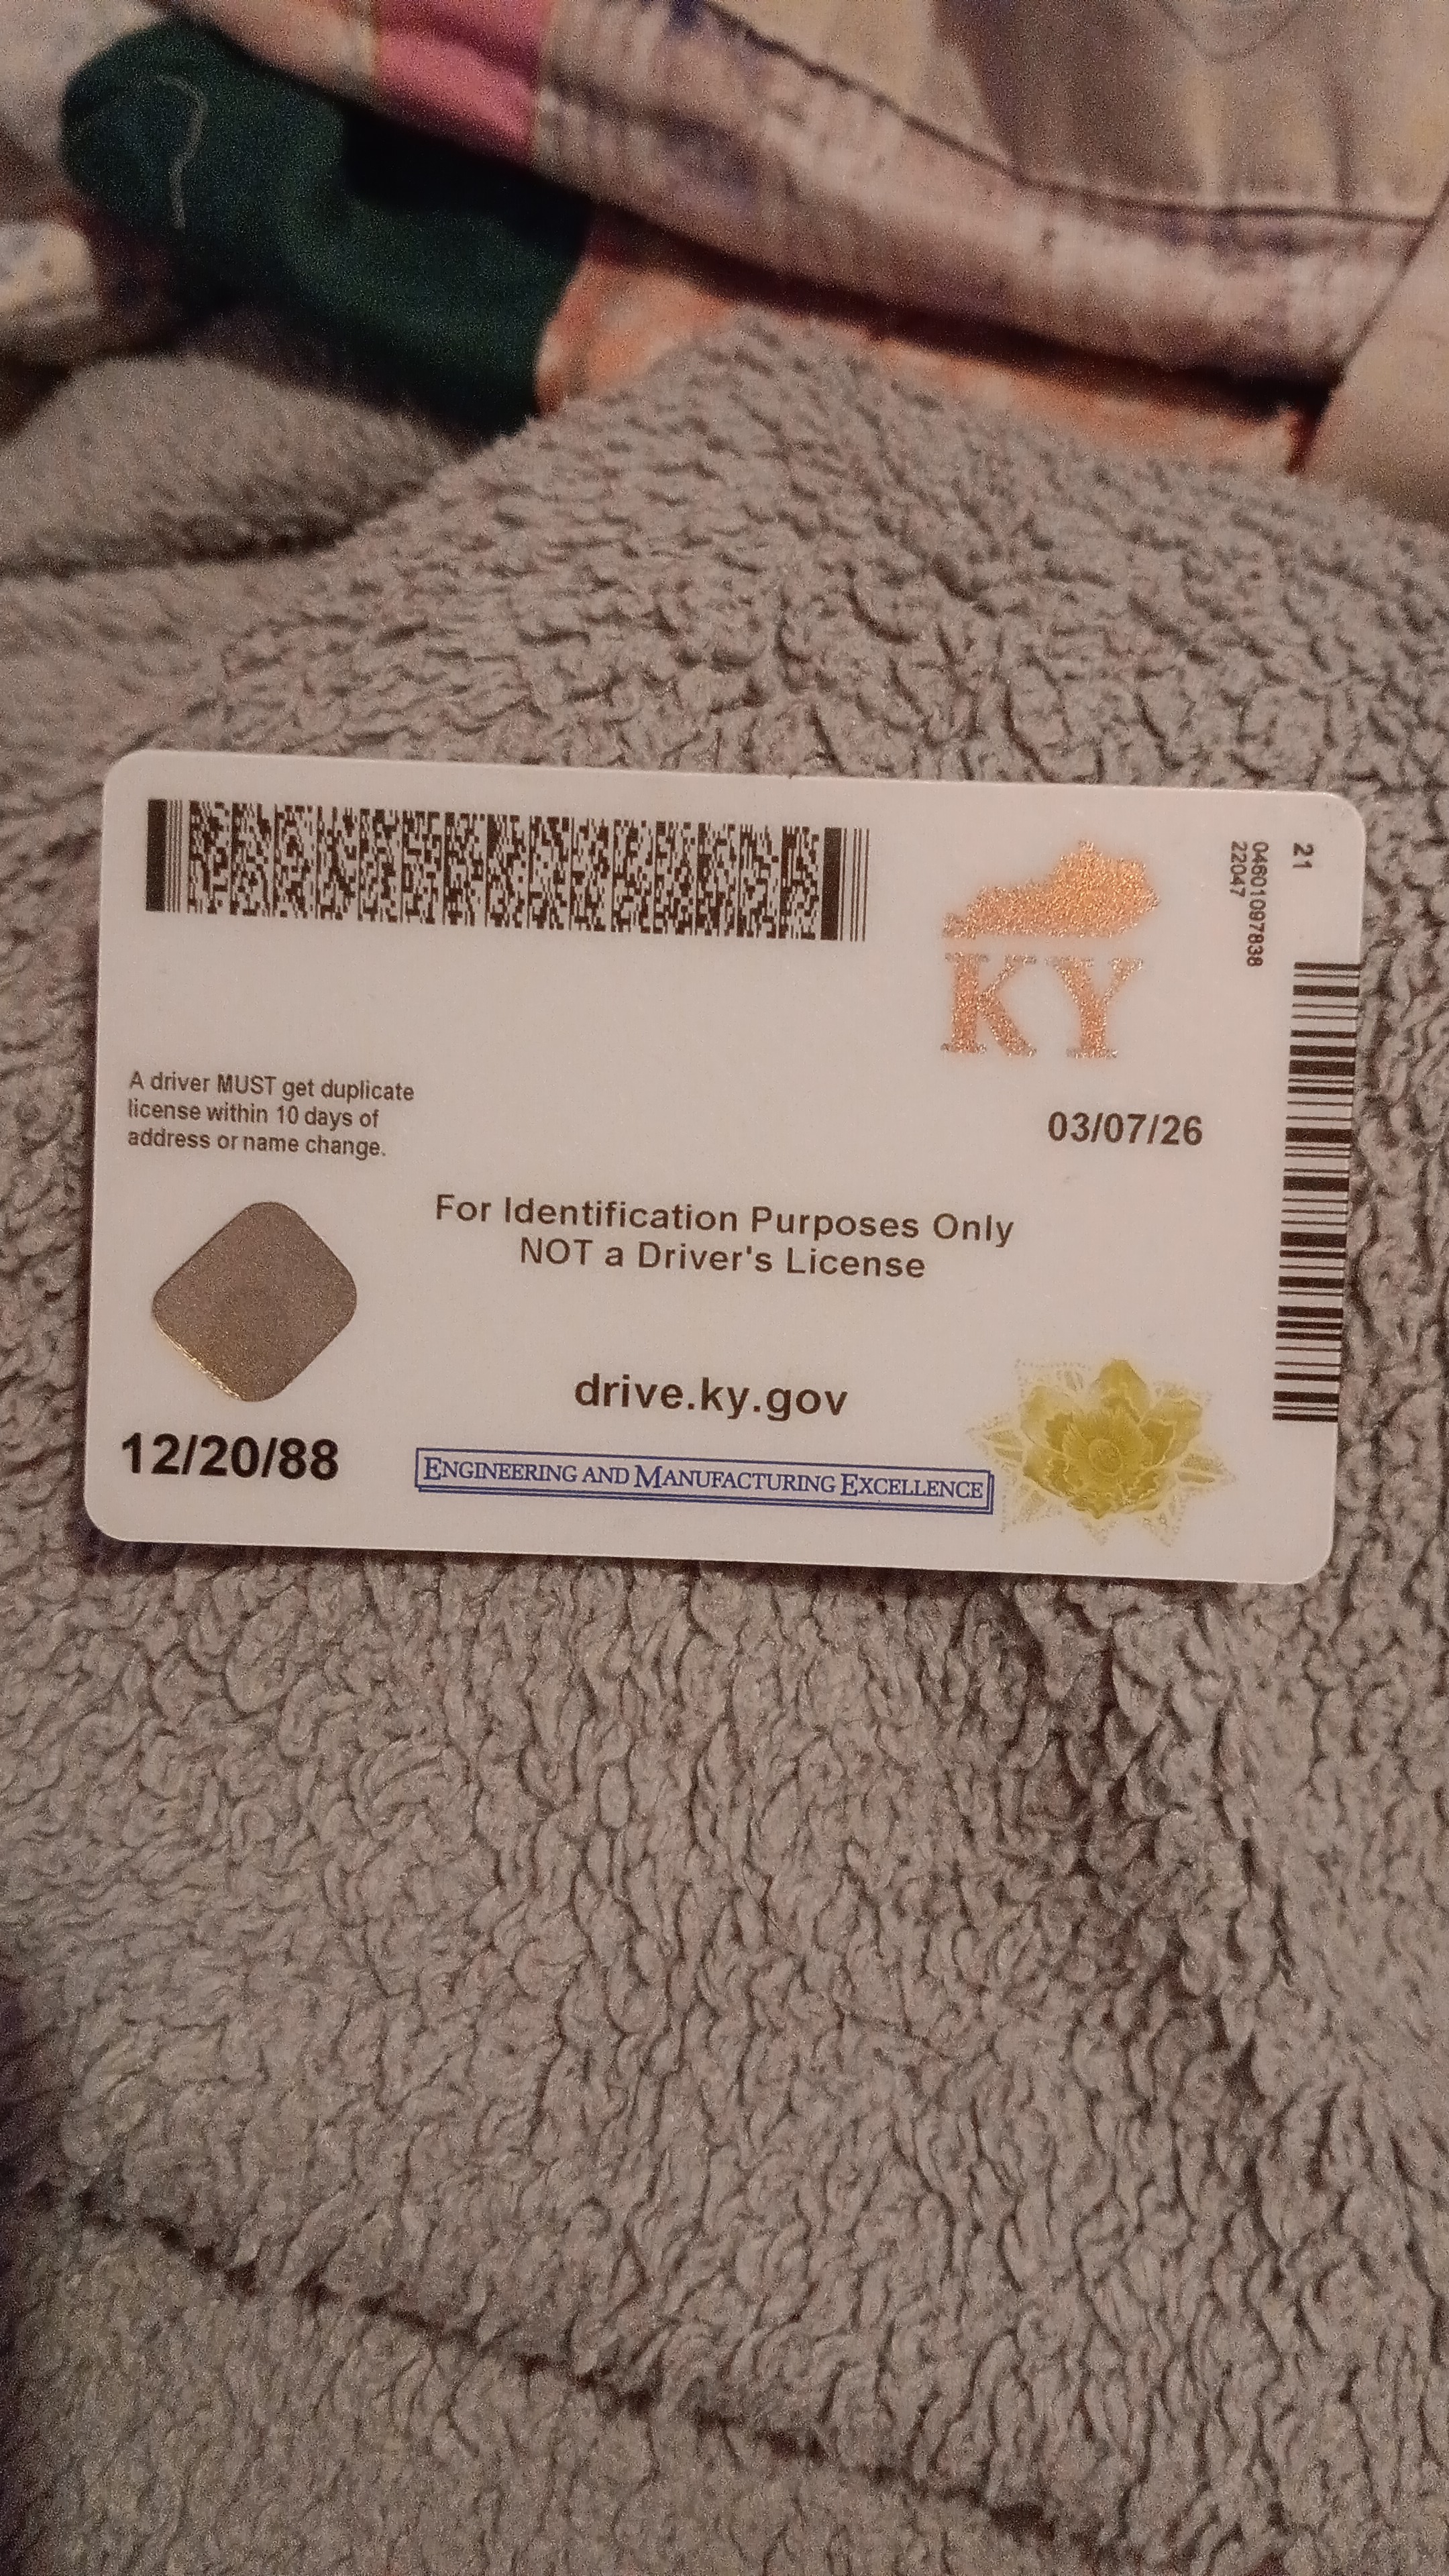 KY
21
04601097838
22047
A driver MUST get duplicate
license within 10 days of
address or name change.
03/07/26
For Identification Purposes Only
NOT a Driver's License
drive.ky.gov
12/20/88
ENGINEERING AND MANUFACTURING EXCELLENCE